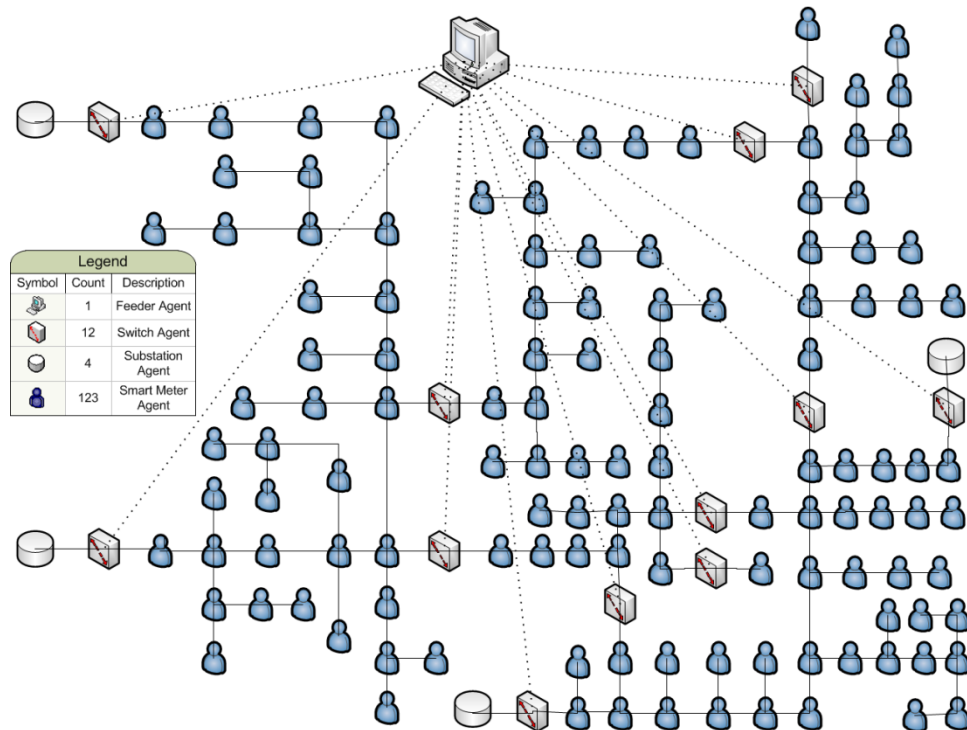 Legend
Symbol Count Description
1 Feeder Agent
12 Switch Agent
4 Substation
Agent
123 Smart Meter
Agent